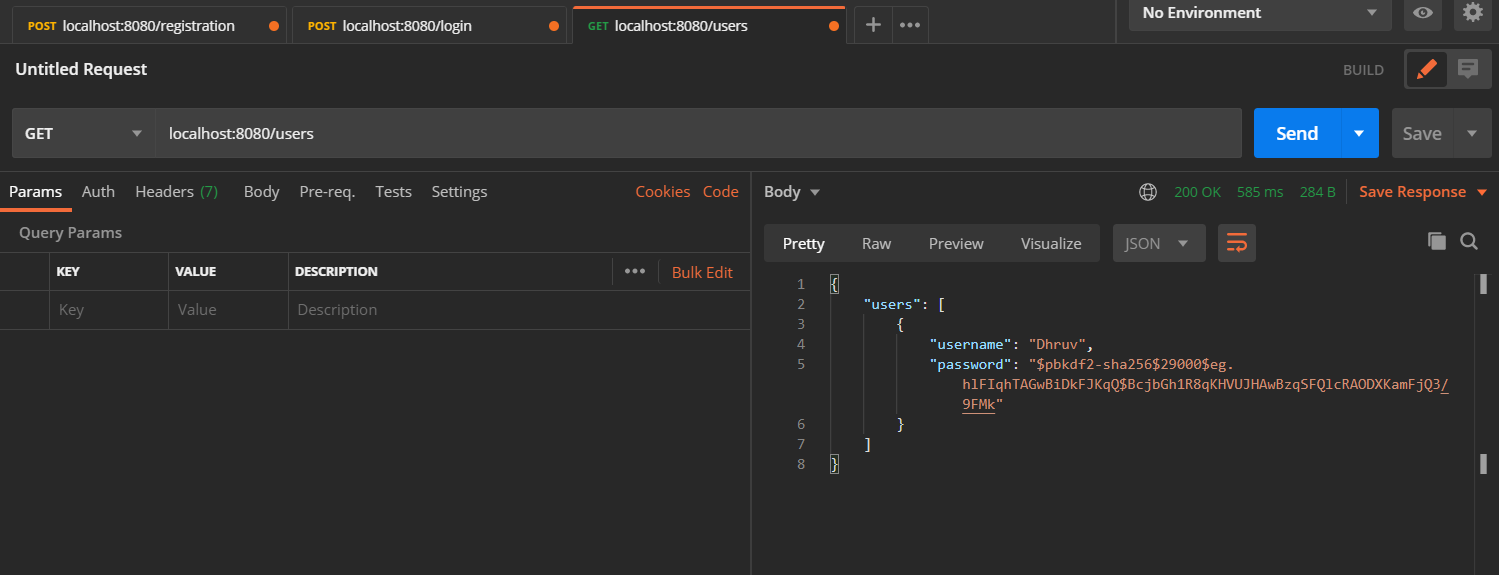 POST localhost:8080/registration POST localhost:8080/login GET localhost:8080/users + ••• No Environment
Untitled Request BUILD
GET localhost:8080/users Send Save
Params Auth Headers (7) Body Pre-req. Tests Settings Cookies Code
Query Params
KEY VALUE DESCRIPTION ••• Bulk Edit
Key Value Description
Body 200 OK 585 ms 284 B Save Response
Pretty Raw Preview Visualize JSON
1 {
2 "users": [
3 {
4 "username": "Dhruv",
5 "password": "$pbkdf2-sha256$29000$eg.
hlFIqhTAGwBiDkFJKqQ$BcjbGh1R8qKHVUJHAwBzqSFQlcRAODXKamFjQ3/
9FMk"
6 }
7 ]
8 }